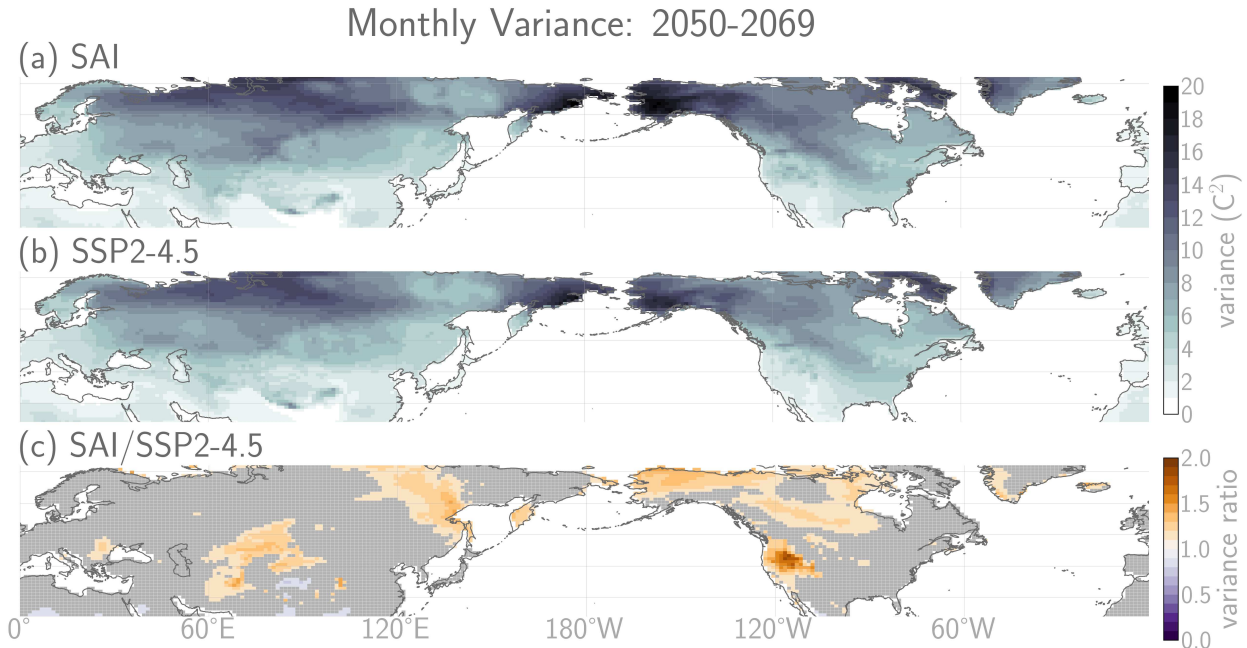 Monthly Variance: 2050-2069
(a) SAI
(b) SSP2-4.5
(c) SAI/SSP2-4.5
20
18
16
14
12
10
8
6
4
2
0
variance (C²)
2.0
1.5
1.0
0.5
0.0
variance ratio
0° 60°E 120°E 180°W 120°W 60°W